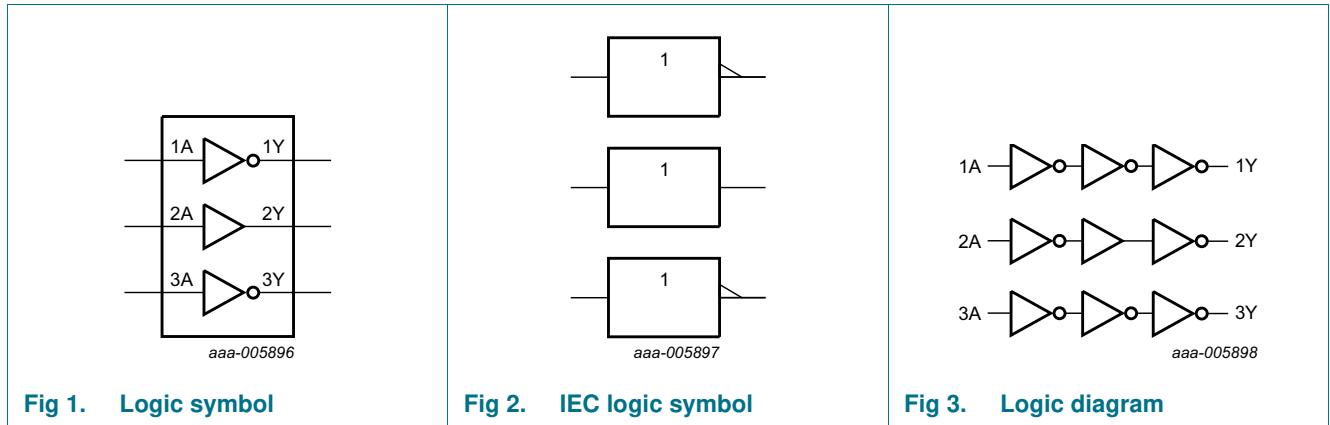 1A 1Y
2A 2Y
3A 3Y
aaa-005896
Fig 1. Logic symbol
1
1
1
aaa-005897
Fig 2. IEC logic symbol
1A 1Y
2A 2Y
3A 3Y
aaa-005898
Fig 3. Logic diagram